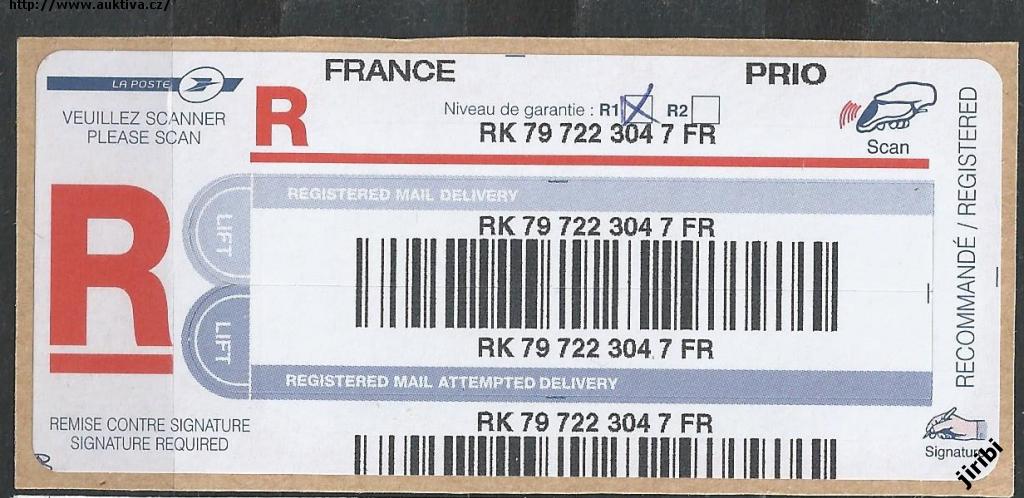 http://www.auktiva.cz/
LA POSTE
FRANCE
PRIO
VEUILLEZ SCANNER
PLEASE SCAN
R
Niveau de garantie : R1 R2
RK 79 722 304 7 FR
Scan
R
LIFT
REGISTERED MAIL DELIVERY
RK 79 722 304 7 FR
RK 79 722 304 7 FR
LIFT
REGISTERED MAIL ATTEMPTED DELIVERY
RK 79 722 304 7 FR
REMISE CONTRE SIGNATURE
SIGNATURE REQUIRED
RECOMMANDÉ / REGISTERED
Signature
jiribi